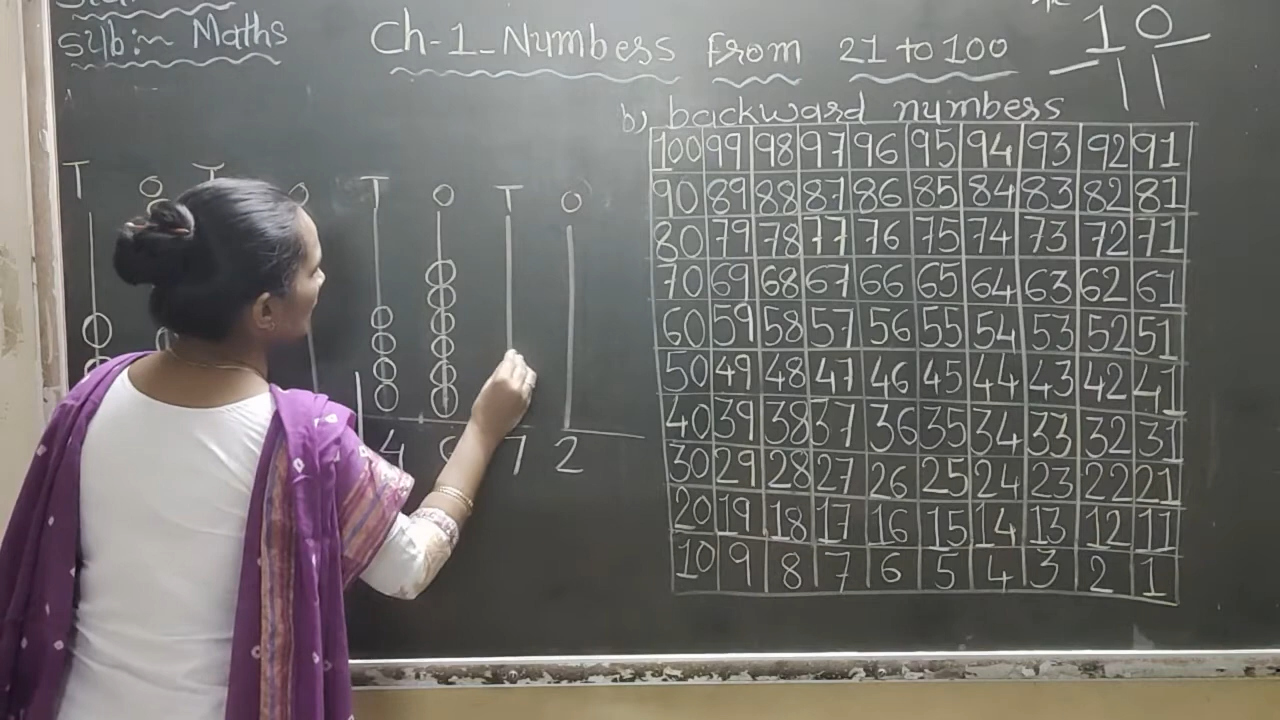 Sub:- Maths
Ch-1_Numbers from 21 to 100
10
b) backward numbers
T O T O T O T O
4 7 2
100 99 98 97 96 95 94 93 92 91
90 89 88 87 86 85 84 83 82 81
80 79 78 77 76 75 74 73 72 71
70 69 68 67 66 65 64 63 62 61
60 59 58 57 56 55 54 53 52 51
50 49 48 47 46 45 44 43 42 41
40 39 38 37 36 35 34 33 32 31
30 29 28 27 26 25 24 23 22 21
20 19 18 17 16 15 14 13 12 11
10 9 8 7 6 5 4 3 2 1